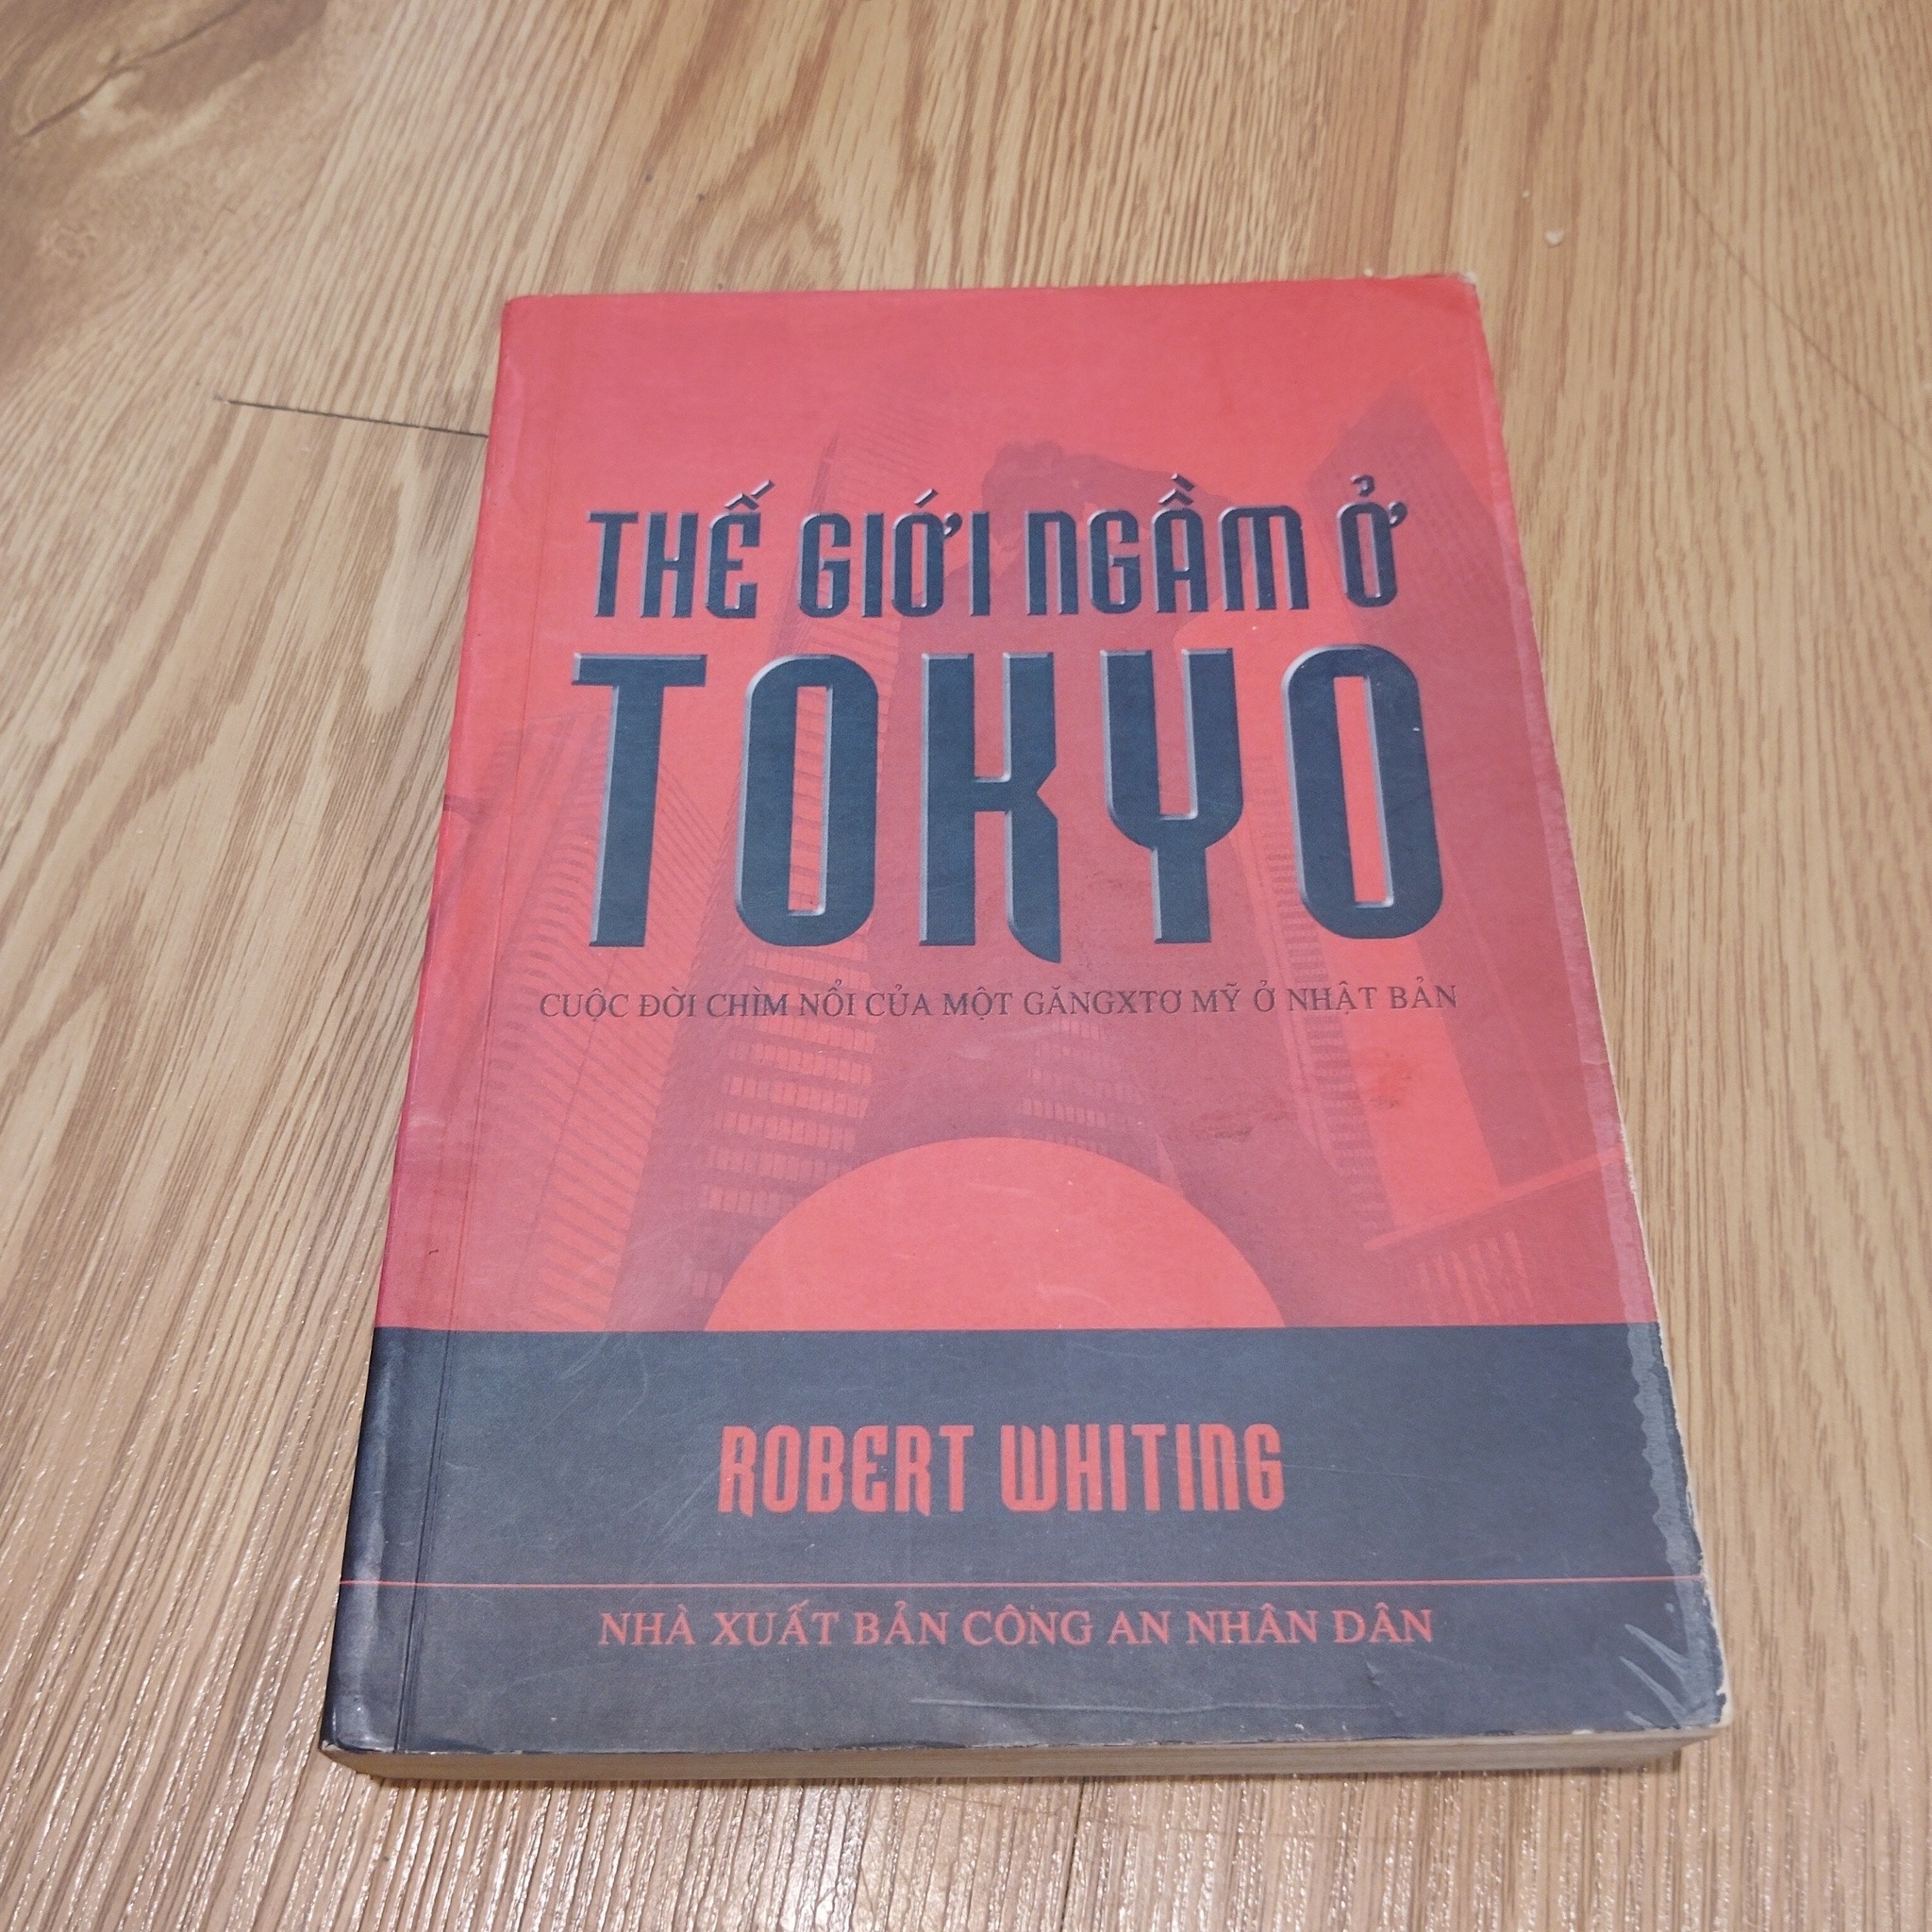 THẾ GIỚI NGẦM Ở
TOKYO
CUỘC ĐỜI CHÌM NỔI CỦA MỘT GĂNGXTƠ MỸ Ở NHẬT BẢN
ROBERT WHITING
NHÀ XUẤT BẢN CÔNG AN NHÂN DÂN